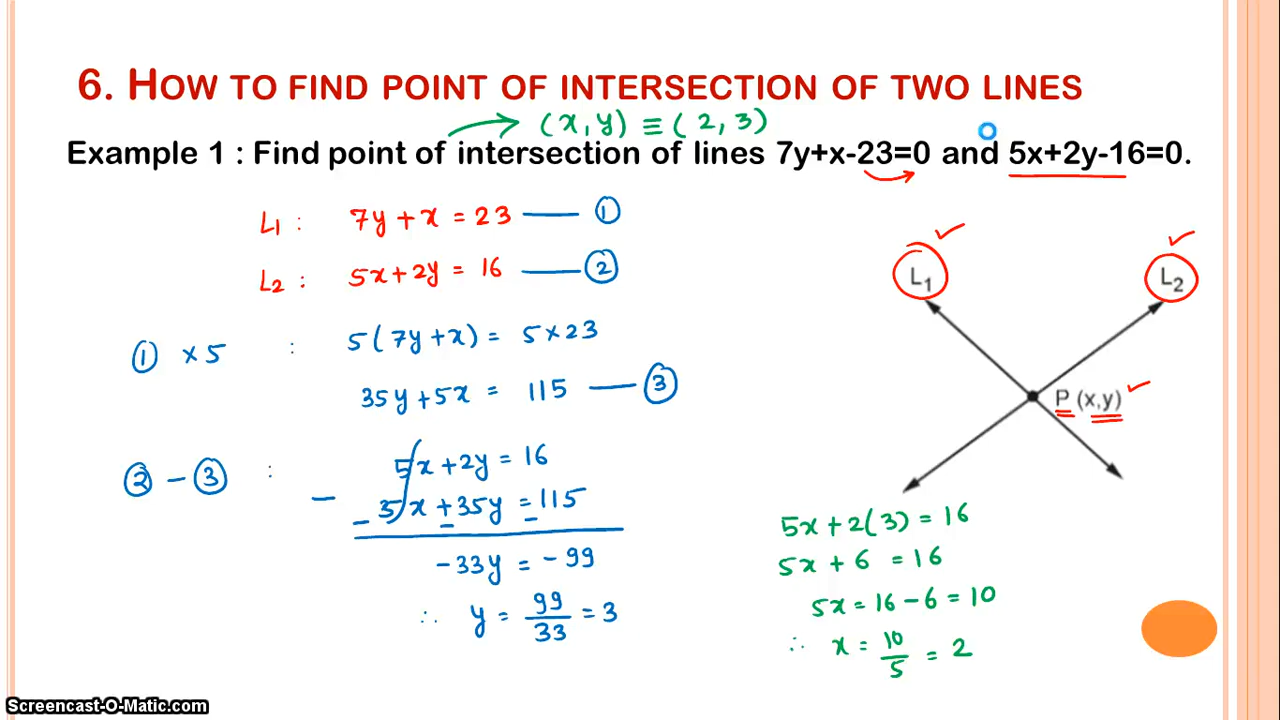 6. HOW TO FIND POINT OF INTERSECTION OF TWO LINES
(x,y) ≡ (2,3)
Example 1 : Find point of intersection of lines 7y+x-23=0 and 5x+2y-16=0.
L1 : 7y + x = 23 —— ①
L2 : 5x + 2y = 16 —— ②
① × 5 : 5(7y + x) = 5×23
35y + 5x = 115 —— ③
② - ③ : 5x + 2y = 16
- 5x + 35y = 115
- - -
-33y = -99
∴ y = 99/33 = 3
L1
L2
P (x,y)
5x + 2(3) = 16
5x + 6 = 16
5x = 16 - 6 = 10
∴ x = 10/5 = 2
Screencast-O-Matic.com